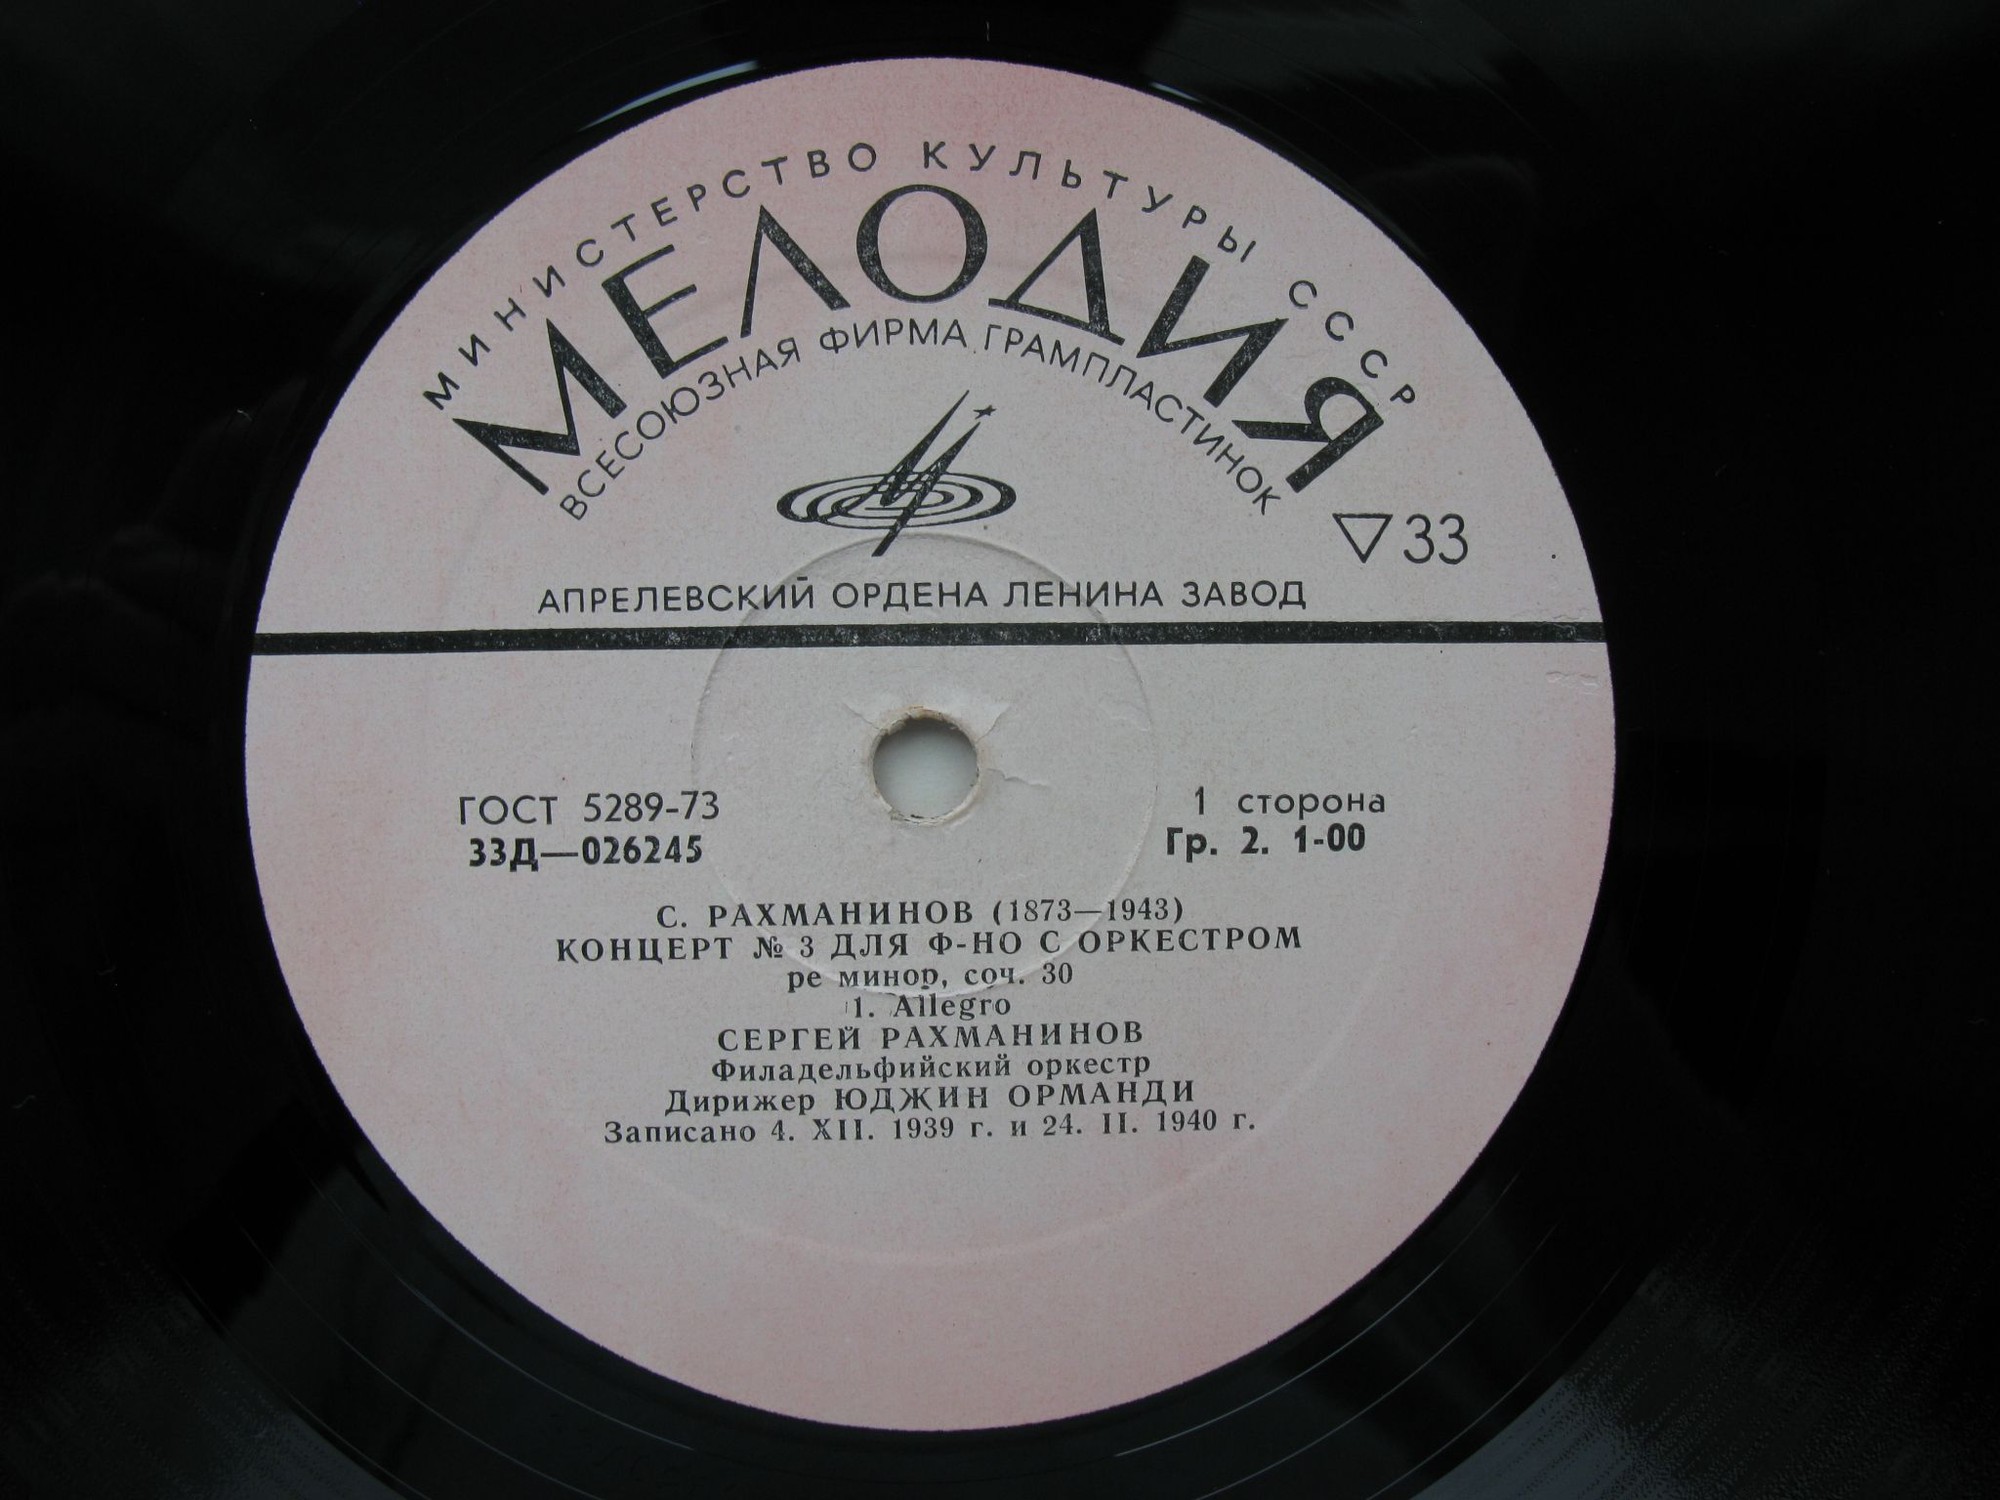 МИНИСТЕРСТВО КУЛЬТУРЫ СССР
МЕЛОДИЯ
ВСЕСОЮЗНАЯ ФИРМА ГРАМПЛАСТИНОК
▽33
АПРЕЛЕВСКИЙ ОРДЕНА ЛЕНИНА ЗАВОД
ГОСТ 5289-73
33Д—026245
1 сторона
Гр. 2. 1-00
С. РАХМАНИНОВ (1873—1943)
КОНЦЕРТ № 3 ДЛЯ Ф-НО С ОРКЕСТРОМ
ре минор, соч. 30
1. Allegro
СЕРГЕЙ РАХМАНИНОВ
Филадельфийский оркестр
Дирижер ЮДЖИН ОРМАНДИ
Записано 4. XII. 1939 г. и 24. II. 1940 г.